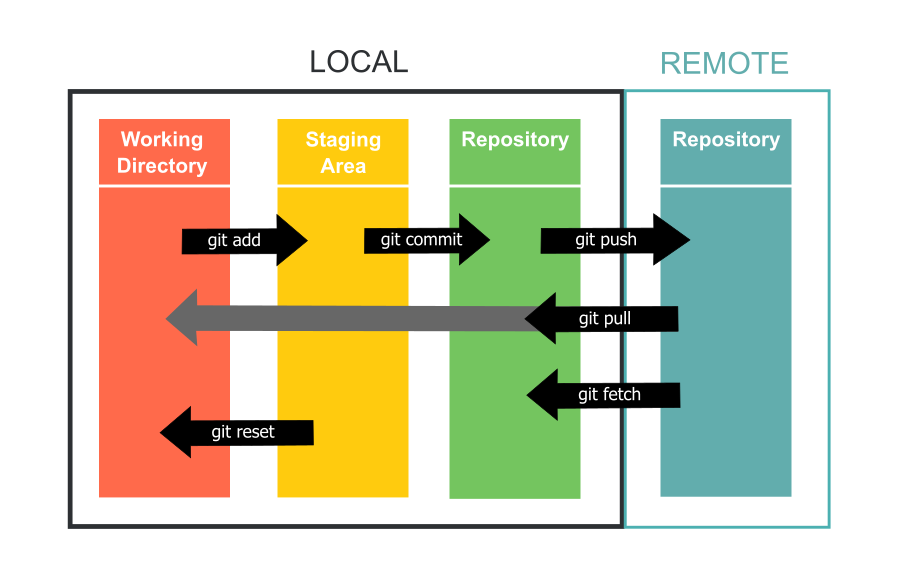 LOCAL
REMOTE
Working
Directory
Staging
Area
Repository
Repository
git add
git commit
git push
git pull
git fetch
git reset